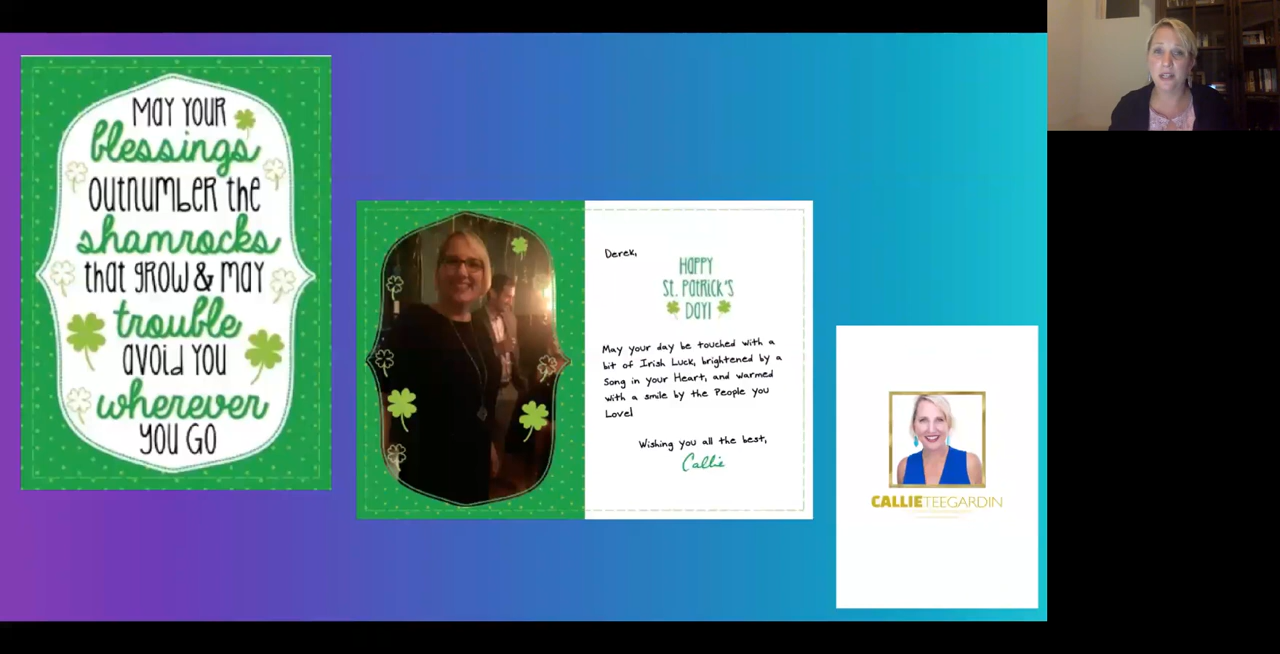 MAY YOUR
blessings
OUTNUMBER THE
shamrocks
that GROW & MAY
trouble
AVOID YOU
wherever
YOU GO
Derek,
HAPPY
St. PATRICK'S
DAY!
May your day be touched with a
bit of Irish Luck, brightened by a
Song in your Heart, and warmed
with a smile by the People you
Love!
Wishing you all the best,
Callie
CALLIETEEGARDIN